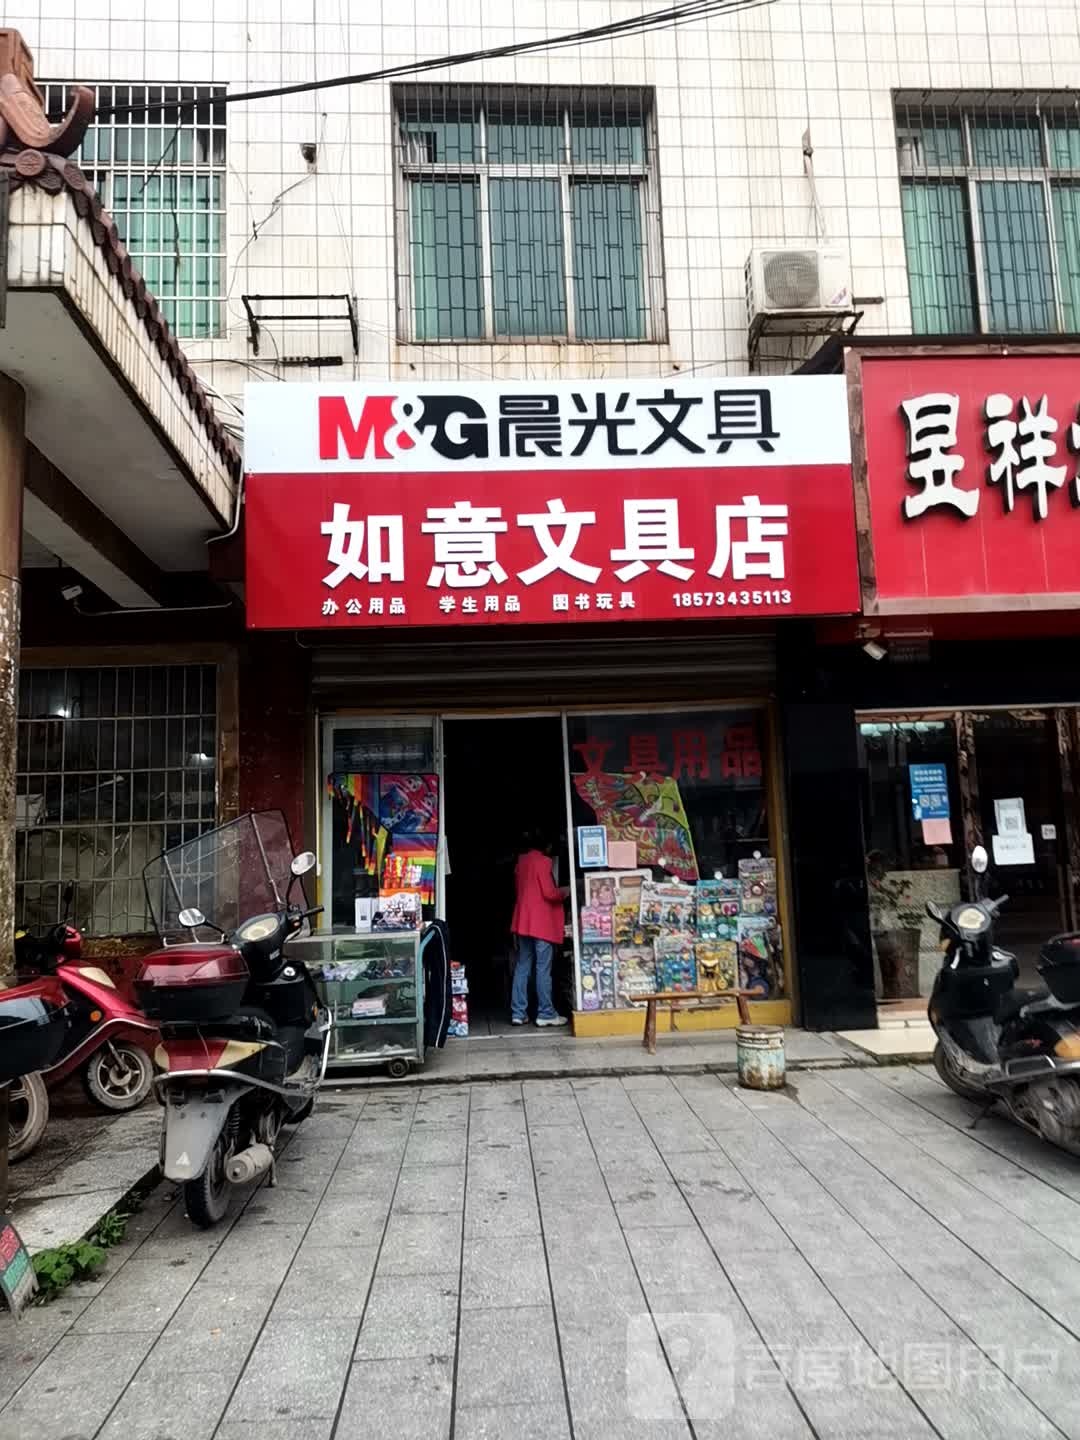 M&G晨光文具
如意文具店
办公用品 学生用品 图书玩具 18573435113
昱祥
文具用品
百度地图用户